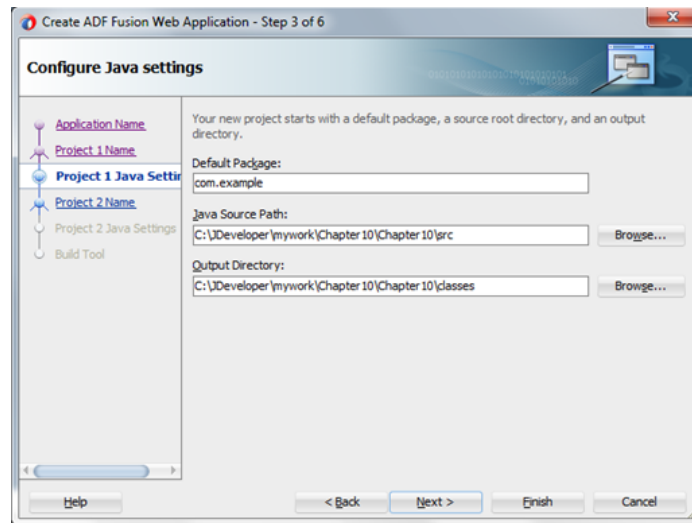 Create ADF Fusion Web Application - Step 3 of 6
Configure Java settings
Application Name
Project 1 Name
Project 1 Java Settin
Project 2 Name
Project 2 Java Settings
Build Tool
Your new project starts with a default package, a source root directory, and an output
directory.
Default Package:
com.example
Java Source Path:
C:\JDeveloper\mywork\Chapter10\Chapter10\src
Browse...
Output Directory:
C:\JDeveloper\mywork\Chapter10\Chapter10\classes
Browse...
Help
< Back
Next >
Finish
Cancel